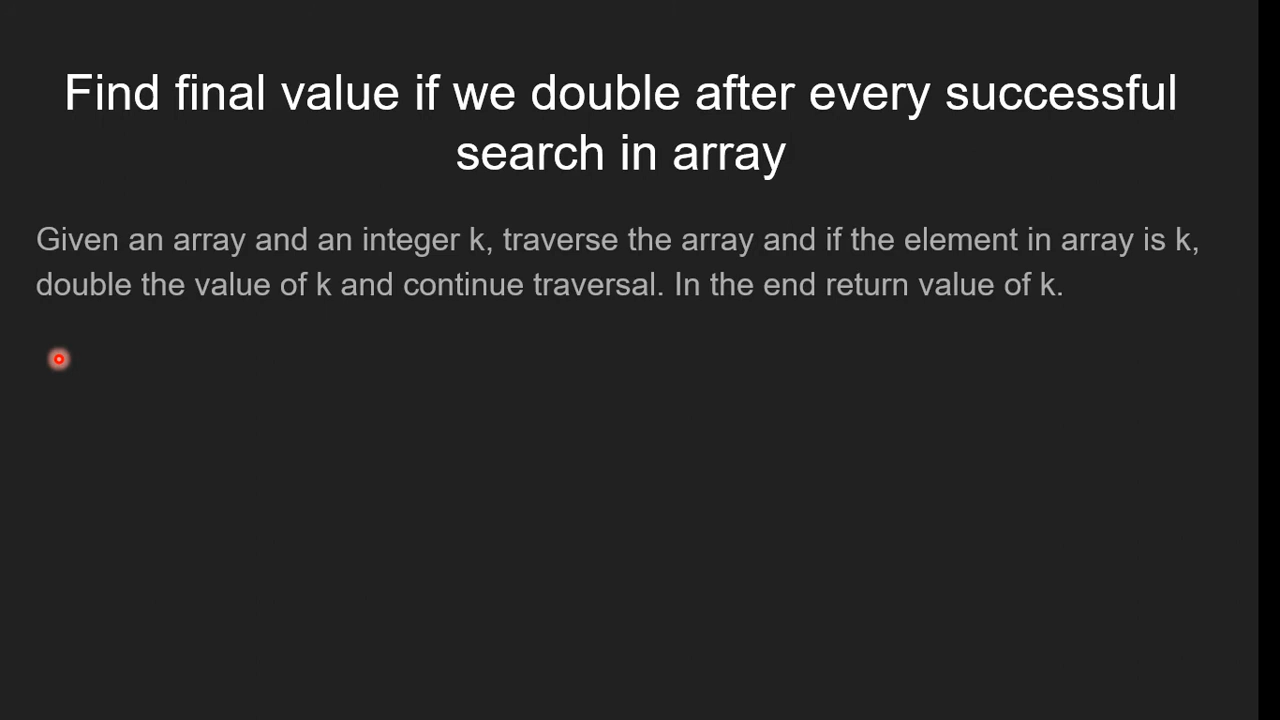 Find final value if we double after every successful
search in array
Given an array and an integer k, traverse the array and if the element in array is k,
double the value of k and continue traversal. In the end return value of k.